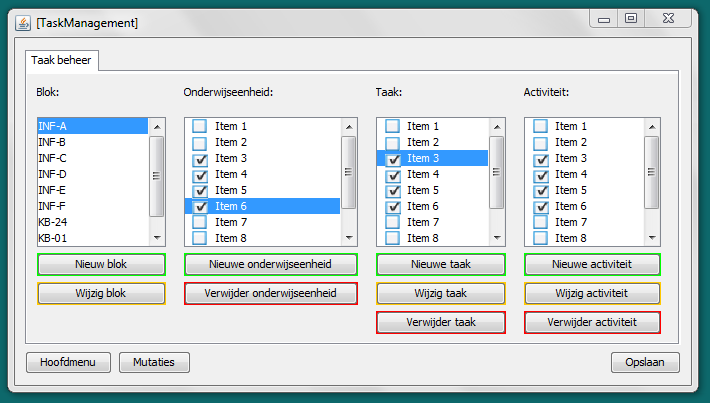 [TaskManagement]
Taak beheer
Blok:
INF-A
INF-B
INF-C
INF-D
INF-E
INF-F
KB-24
KB-01
Nieuw blok
Wijzig blok
Onderwijseenheid:
Item 1
Item 2
Item 3
Item 4
Item 5
Item 6
Item 7
Item 8
Nieuwe onderwijseenheid
Verwijder onderwijseenheid
Taak:
Item 1
Item 2
Item 3
Item 4
Item 5
Item 6
Item 7
Item 8
Nieuwe taak
Wijzig taak
Verwijder taak
Activiteit:
Item 1
Item 2
Item 3
Item 4
Item 5
Item 6
Item 7
Item 8
Nieuwe activiteit
Wijzig activiteit
Verwijder activiteit
Hoofdmenu
Mutaties
Opslaan